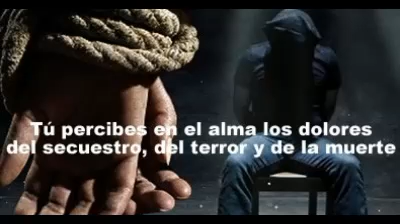 Tú percibes en el alma los dolores
del secuestro, del terror y de la muerte